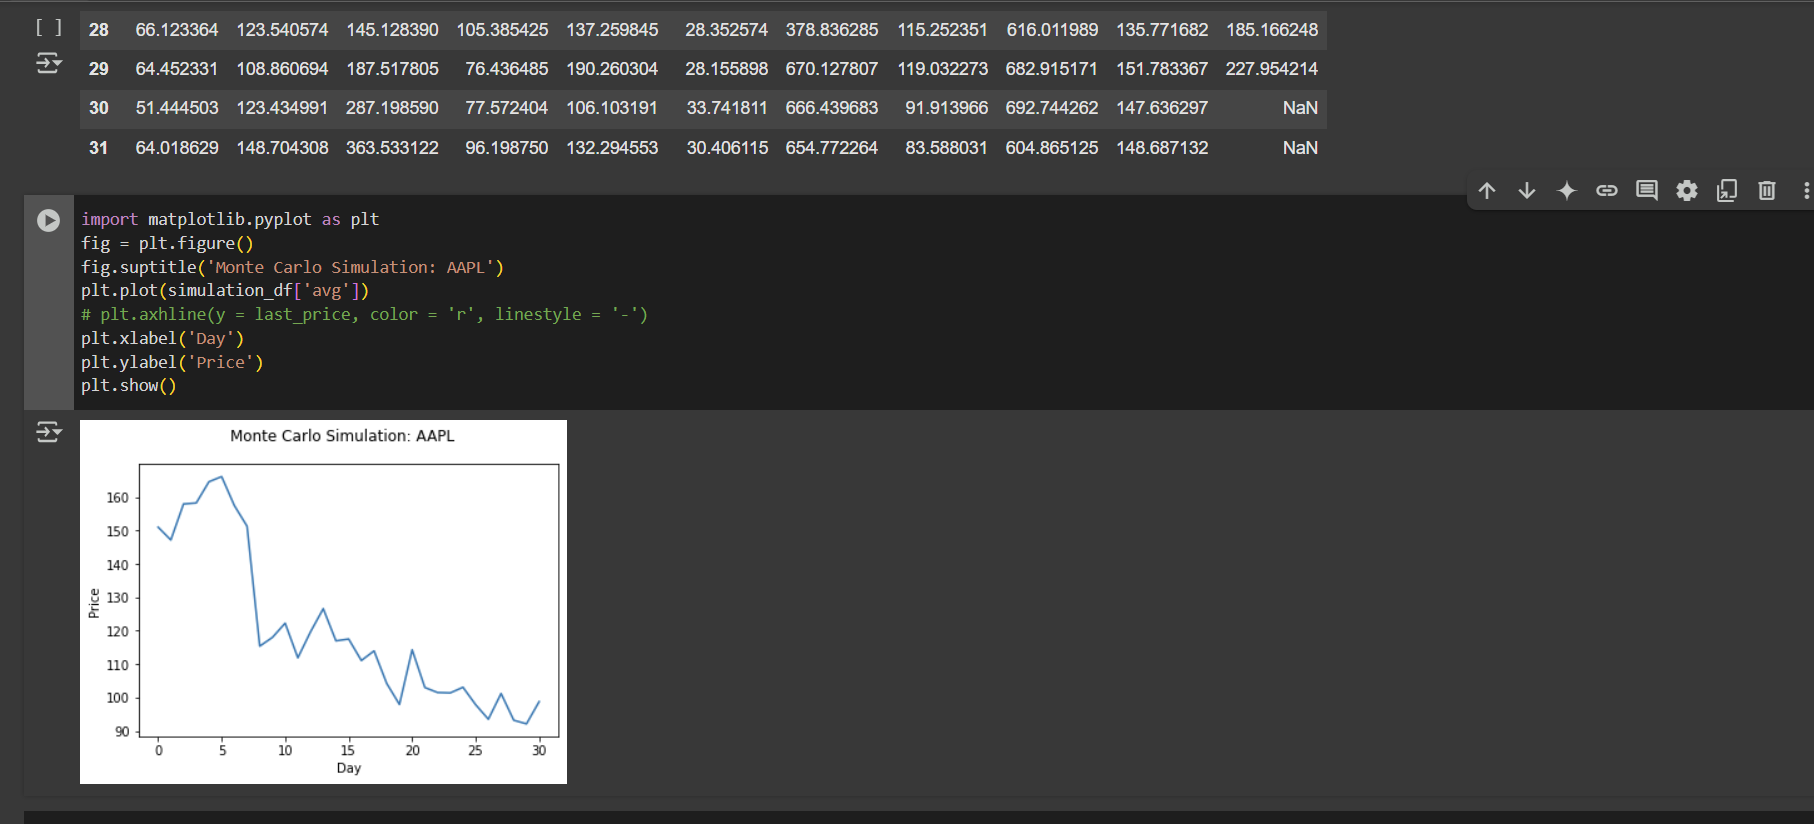 [ ] 28 66.123364 123.540574 145.128390 105.385425 137.259845 28.352574 378.836285 115.252351 616.011989 135.771682 185.166248
29 64.452331 108.860694 187.517805 76.436485 190.260304 28.155898 670.127807 119.032273 682.915171 151.783367 227.954214
30 51.444503 123.434991 287.198590 77.572404 106.103191 33.741811 666.439683 91.913966 692.744262 147.636297 NaN
31 64.018629 148.704308 363.533122 96.198750 132.294553 30.406115 654.772264 83.588031 604.865125 148.687132 NaN
import matplotlib.pyplot as plt
fig = plt.figure()
fig.suptitle('Monte Carlo Simulation: AAPL')
plt.plot(simulation_df['avg'])
# plt.axhline(y = last_price, color = 'r', linestyle = '-')
plt.xlabel('Day')
plt.ylabel('Price')
plt.show()
Monte Carlo Simulation: AAPL
160
150
140
130
120
110
100
90
Price
0 5 10 15 20 25 30
Day